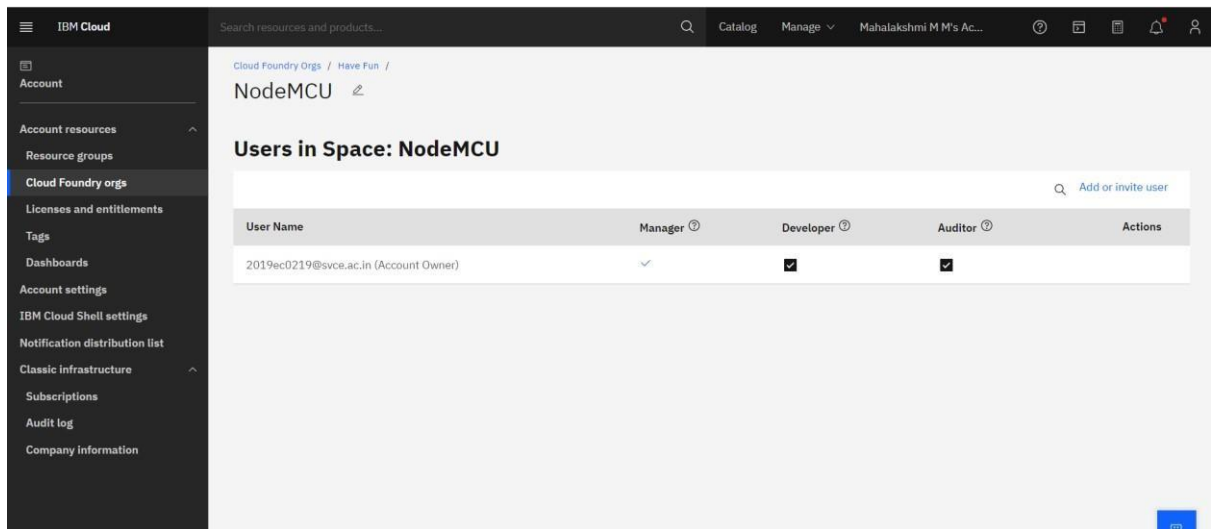 IBM Cloud
Search resources and products...
Catalog
Manage
Mahalakshmi M M's Ac...
Account
Account resources
Resource groups
Cloud Foundry orgs
Licenses and entitlements
Tags
Dashboards
Account settings
IBM Cloud Shell settings
Notification distribution list
Classic infrastructure
Subscriptions
Audit log
Company information
Cloud Foundry Orgs / Have Fun /
NodeMCU
Users in Space: NodeMCU
Add or invite user
User Name Manager Developer Auditor Actions
2019ec0219@svce.ac.in (Account Owner)